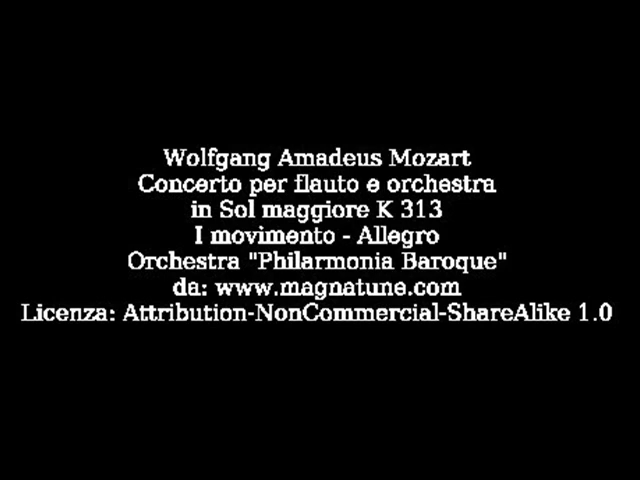 Wolfgang Amadeus Mozart
Concerto per flauto e orchestra
in Sol maggiore K 313
I movimento - Allegro
Orchestra "Philarmonia Baroque"
da: www.magnatune.com
Licenza: Attribution-NonCommercial-ShareAlike 1.0